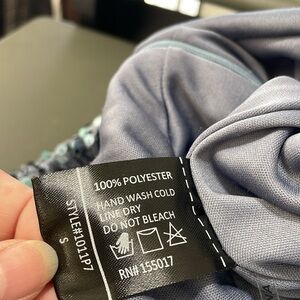 100% POLYESTER
HAND WASH COLD
LINE DRY
DO NOT BLEACH
RN# 155017
STYLE#1011P7
S